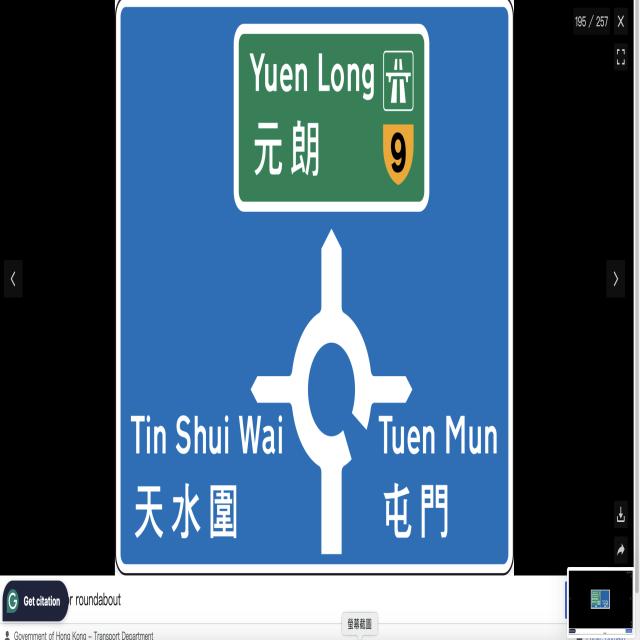 195 / 257
Yuen Long
元朗
9
Tin Shui Wai
天水圍
Tuen Mun
屯門
Get citation
r roundabout
螢幕截圖
Government of Hong Kong – Transport Department